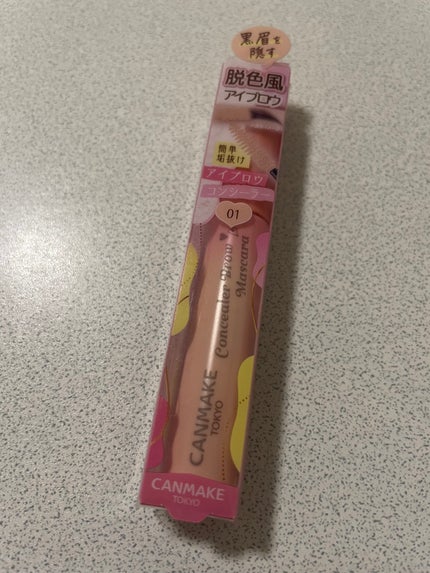 黒眉を
隠す
脱色風
アイブロウ
簡単
垢抜け
アイブロウ
コンシーラー
01
Concealer Brow
Mascara
CANMAKE
TOKYO
CANMAKE
TOKYO